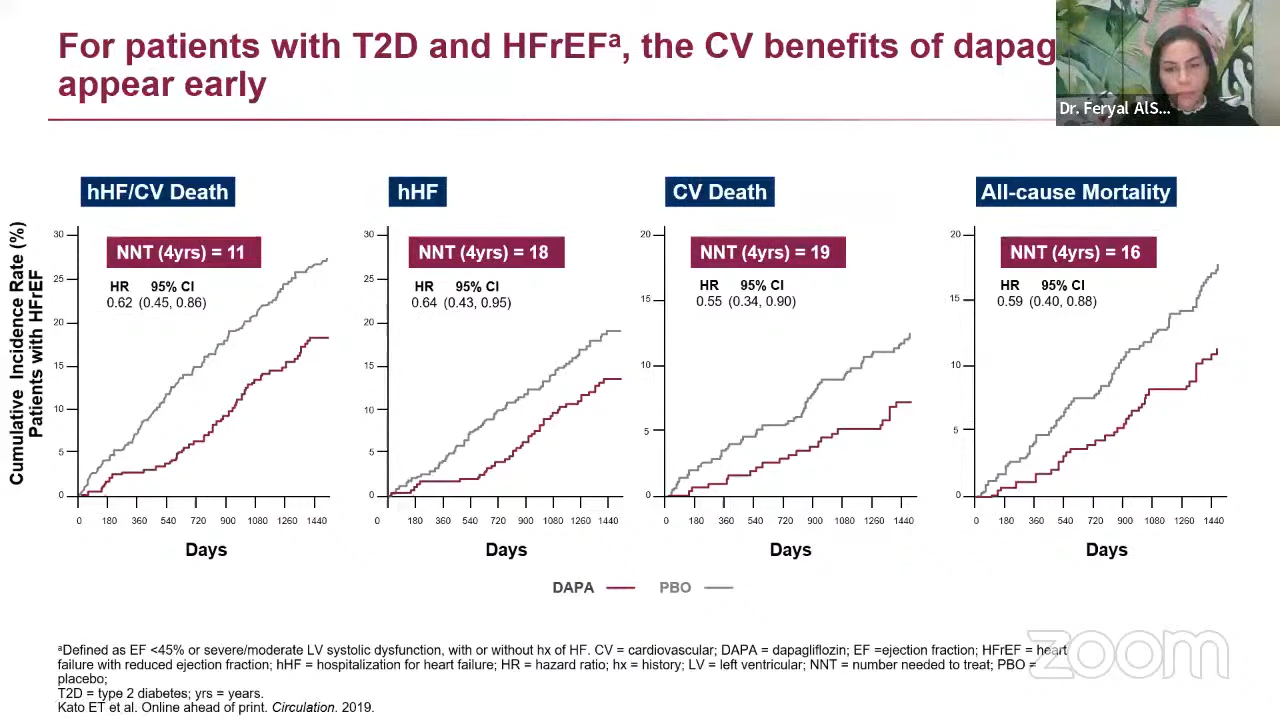 For patients with T2D and HFrEFᵃ, the CV benefits of dapag
appear early
Dr. Feryal AlS...
hHF/CV Death
hHF
CV Death
All-cause Mortality
Cumulative Incidence Rate (%)
Patients with HFrEF
NNT (4yrs) = 11
HR 95% CI
0.62 (0.45, 0.86)
30
25
20
15
10
5
0
0 180 360 540 720 900 1080 1260 1440
Days
NNT (4yrs) = 18
HR 95% CI
0.64 (0.43, 0.95)
30
25
20
15
10
5
0
0 180 360 540 720 900 1080 1260 1440
Days
NNT (4yrs) = 19
HR 95% CI
0.55 (0.34, 0.90)
20
15
10
5
0
0 180 360 540 720 900 1080 1260 1440
Days
NNT (4yrs) = 16
HR 95% CI
0.59 (0.40, 0.88)
20
15
10
5
0
0 180 360 540 720 900 1080 1260 1440
Days
DAPA PBO
ᵃDefined as EF <45% or severe/moderate LV systolic dysfunction, with or without hx of HF. CV = cardiovascular; DAPA = dapagliflozin; EF =ejection fraction; HFrEF = heart
failure with reduced ejection fraction; hHF = hospitalization for heart failure; HR = hazard ratio; hx = history; LV = left ventricular; NNT = number needed to treat; PBO =
placebo;
T2D = type 2 diabetes; yrs = years.
Kato ET et al. Online ahead of print. Circulation. 2019.
zoom